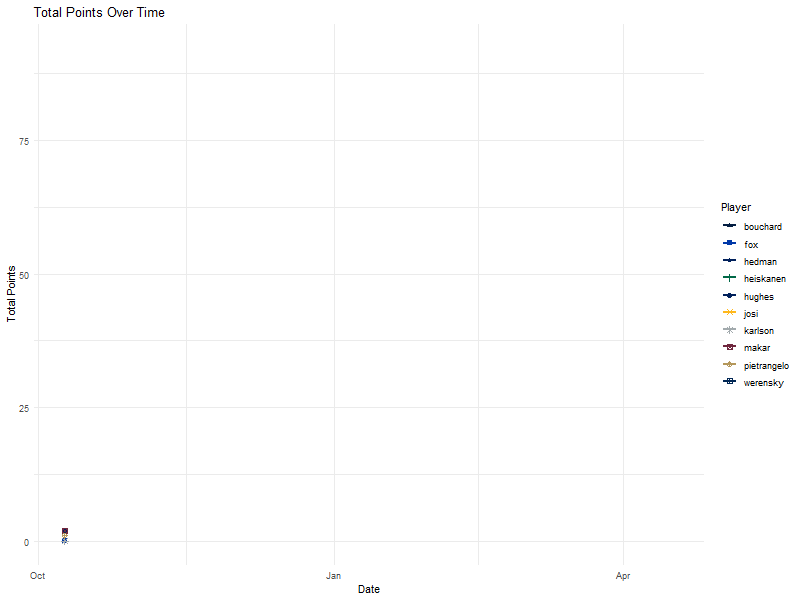 Total Points Over Time
75
50
25
0
Total Points
Oct
Jan
Apr
Date
Player
bouchard
fox
hedman
heiskanen
hughes
josi
karlson
makar
pietrangelo
werensky